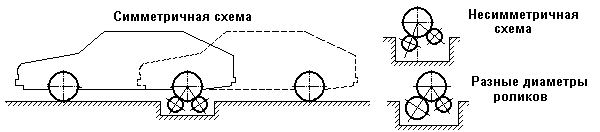 Симметричная схема
Несимметричная
схема
Разные диаметры
роликов